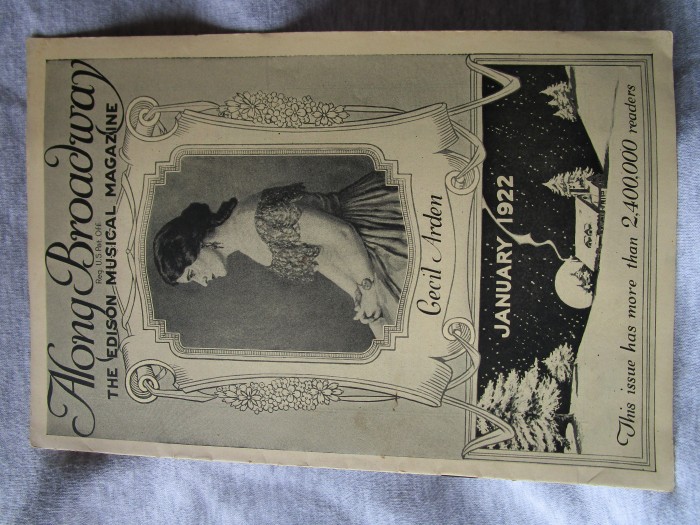 Along Broadway
Reg. U.S. Pat. Off.
THE EDISON MUSICAL MAGAZINE
Cecil Arden
JANUARY 1922
This issue has more than 2,400,000 readers